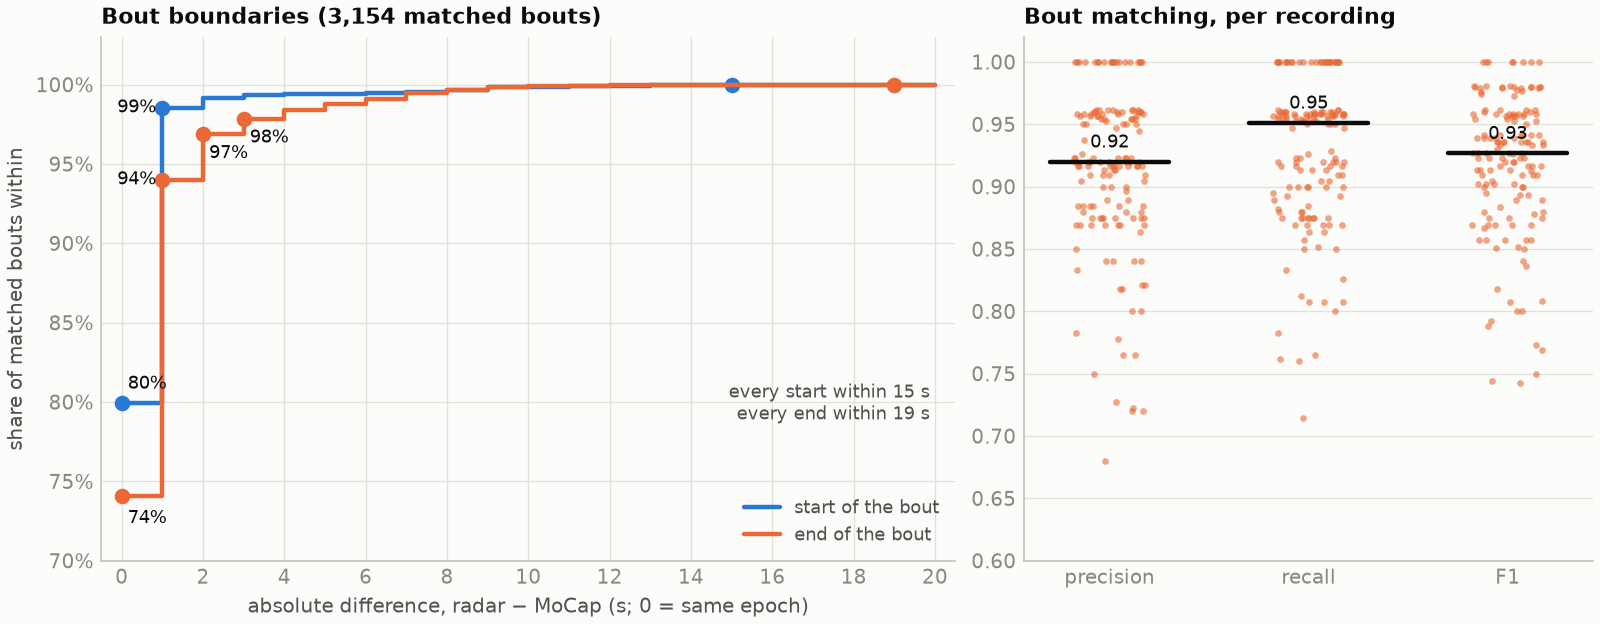 Bout boundaries (3,154 matched bouts)
share of matched bouts within
100%
95%
90%
85%
80%
75%
70%
99%
94%
98%
97%
80%
74%
every start within 15 s
every end within 19 s
start of the bout
end of the bout
0 2 4 6 8 10 12 14 16 18 20
absolute difference, radar − MoCap (s; 0 = same epoch)
Bout matching, per recording
1.00
0.95
0.90
0.85
0.80
0.75
0.70
0.65
0.60
0.92
0.95
0.93
precision recall F1